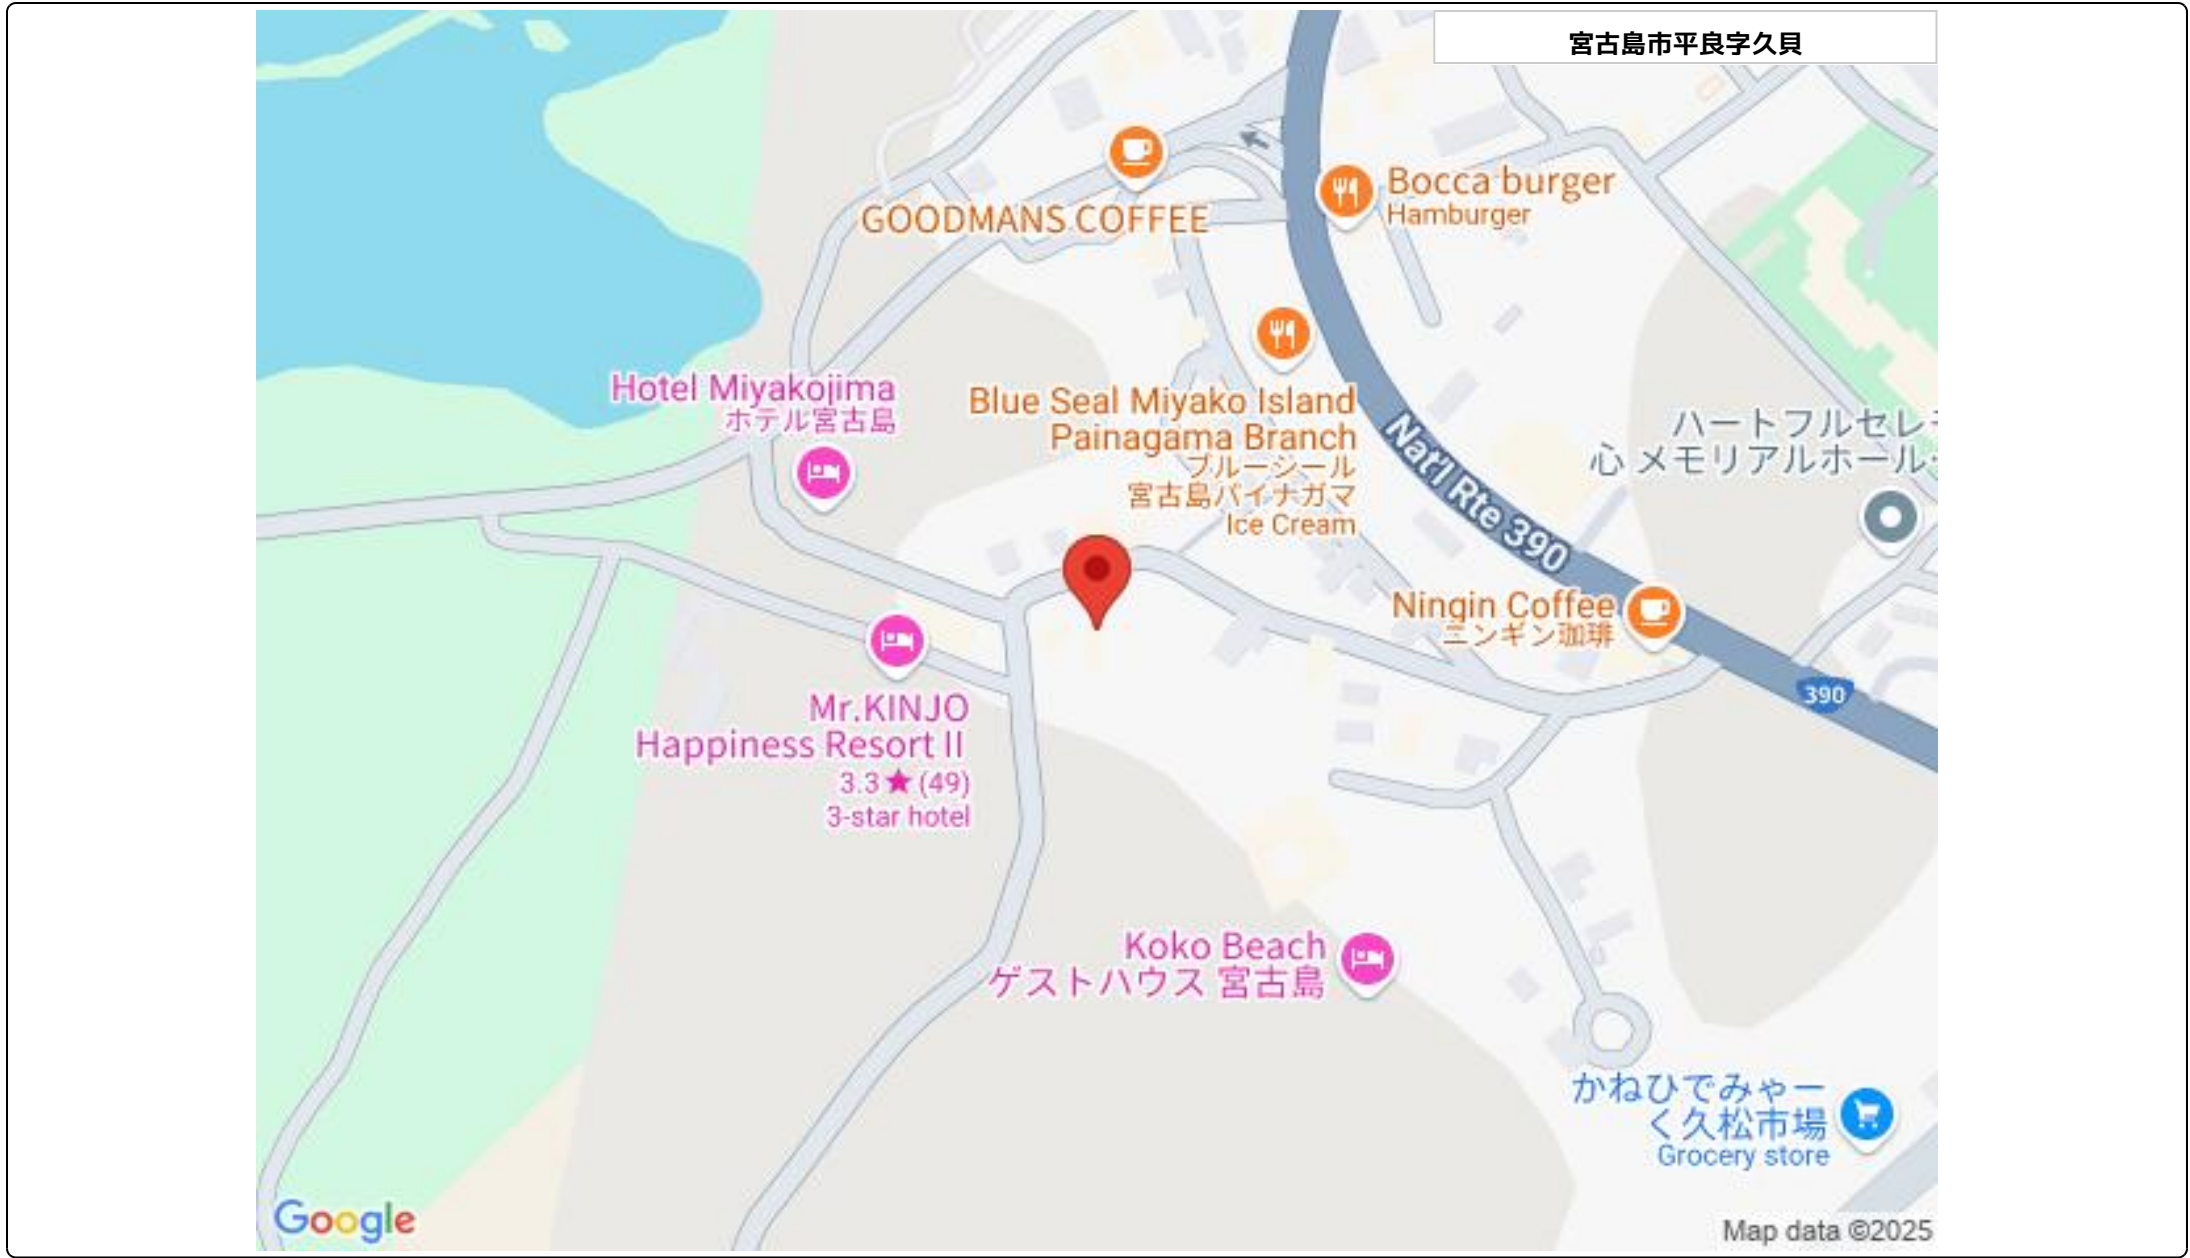 宮古島市平良字久貝
Bocca burger
Hamburger
GOODMANS COFFEE
Hotel Miyakojima
ホテル宮古島
Blue Seal Miyako Island
Painagama Branch
ブルーシール
宮古島パイナガマ
Ice Cream
Nat'l Rte 390
ハートフルセレモ
心 メモリアルホール・
Ningin Coffee
ニンギン珈琲
390
Mr.KINJO
Happiness Resort II
3.3★(49)
3-star hotel
Koko Beach
ゲストハウス 宮古島
かねひでみゃー
く久松市場
Grocery store
Google
Map data ©2025